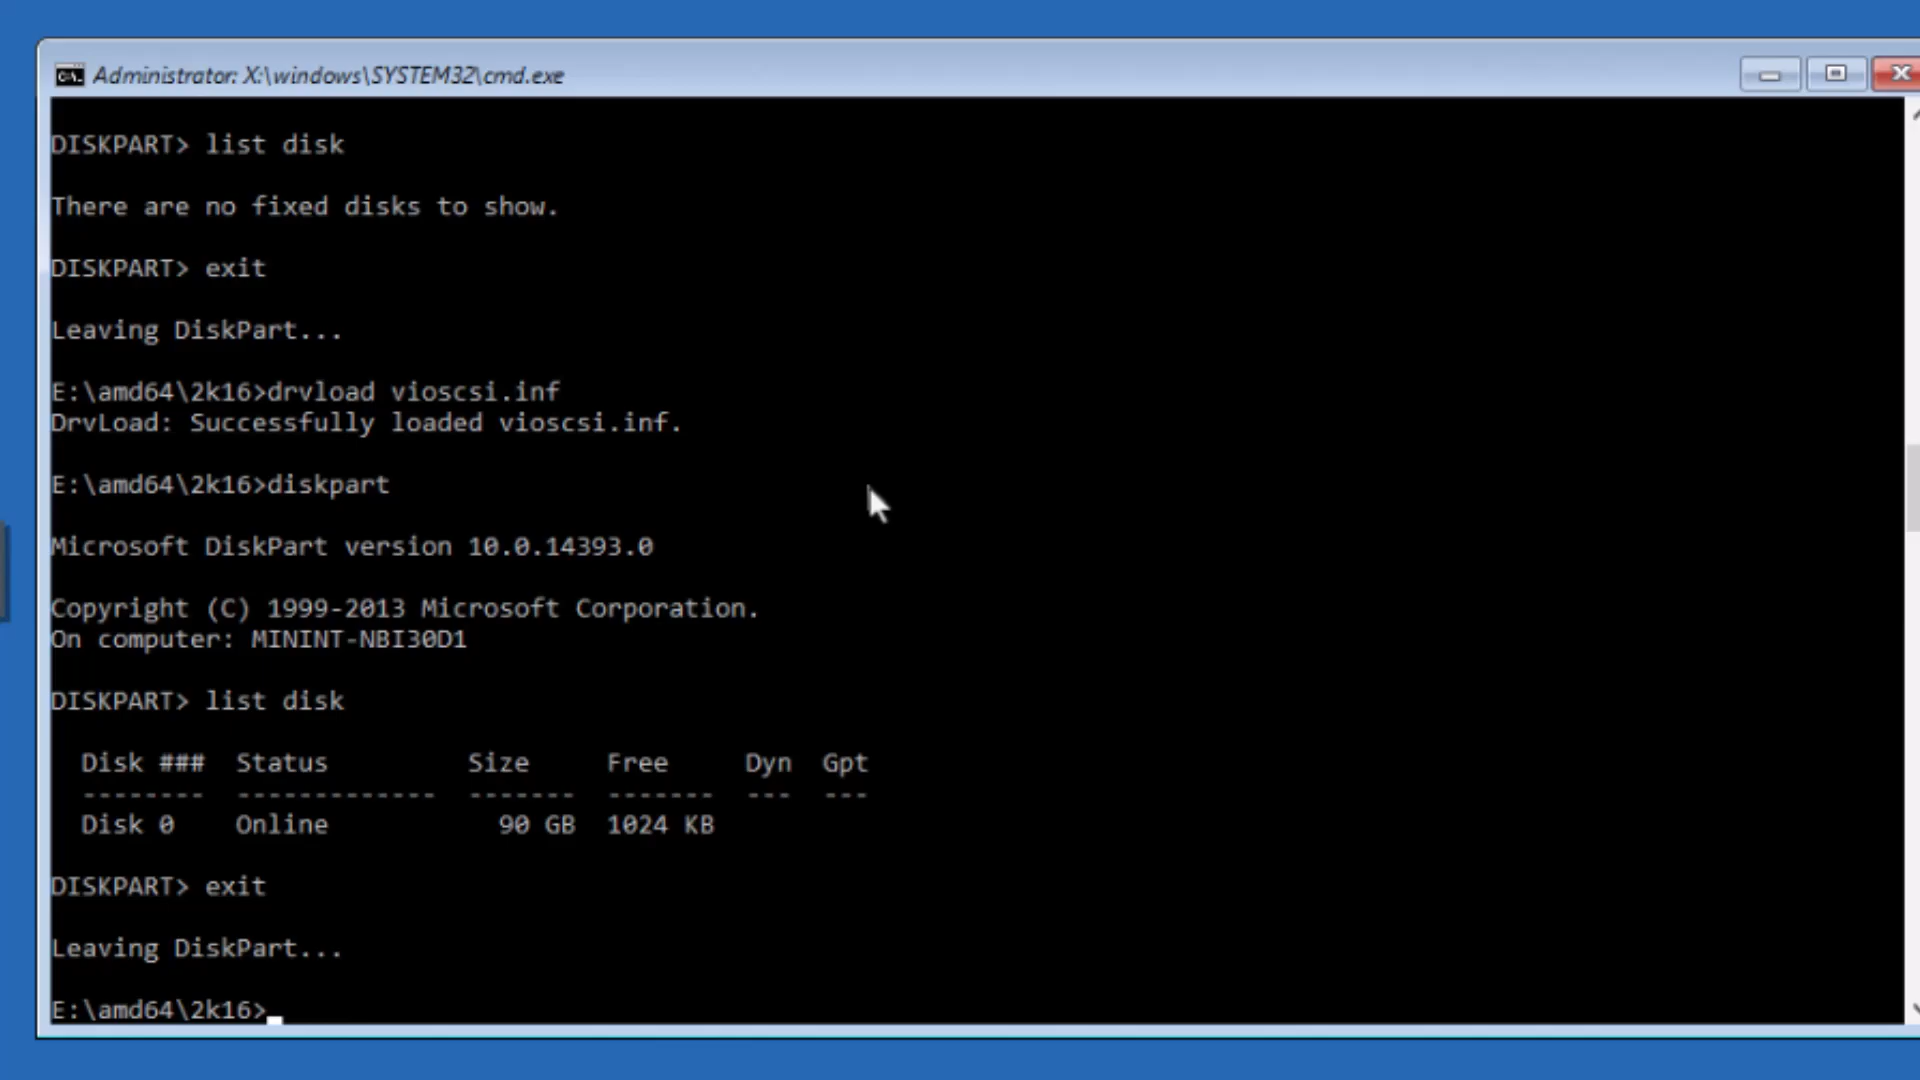 Administrator: X:\windows\SYSTEM32\cmd.exe
DISKPART> list disk
There are no fixed disks to show.
DISKPART> exit
Leaving DiskPart...
E:\amd64\2k16>drvload vioscsi.inf
DrvLoad: Successfully loaded vioscsi.inf.
E:\amd64\2k16>diskpart
Microsoft DiskPart version 10.0.14393.0
Copyright (C) 1999-2013 Microsoft Corporation.
On computer: MININT-NBI30D1
DISKPART> list disk
  Disk ###  Status         Size     Free     Dyn  Gpt
  --------  -------------  -------  -------  ---  ---
  Disk 0    Online           90 GB  1024 KB
DISKPART> exit
Leaving DiskPart...
E:\amd64\2k16>